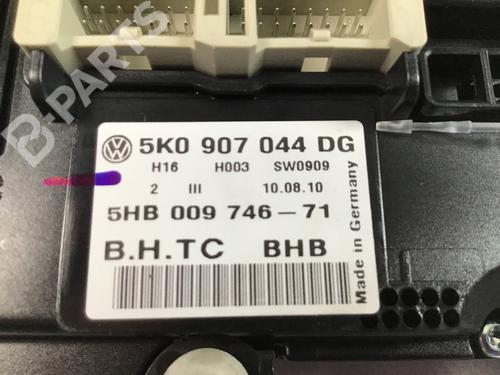 B-PARTS
5K0 907 044 DG
H16 H003 SW0909
2 III 10.08.10
5HB 009 746-71
B.H.TC BHB
Made in Germany